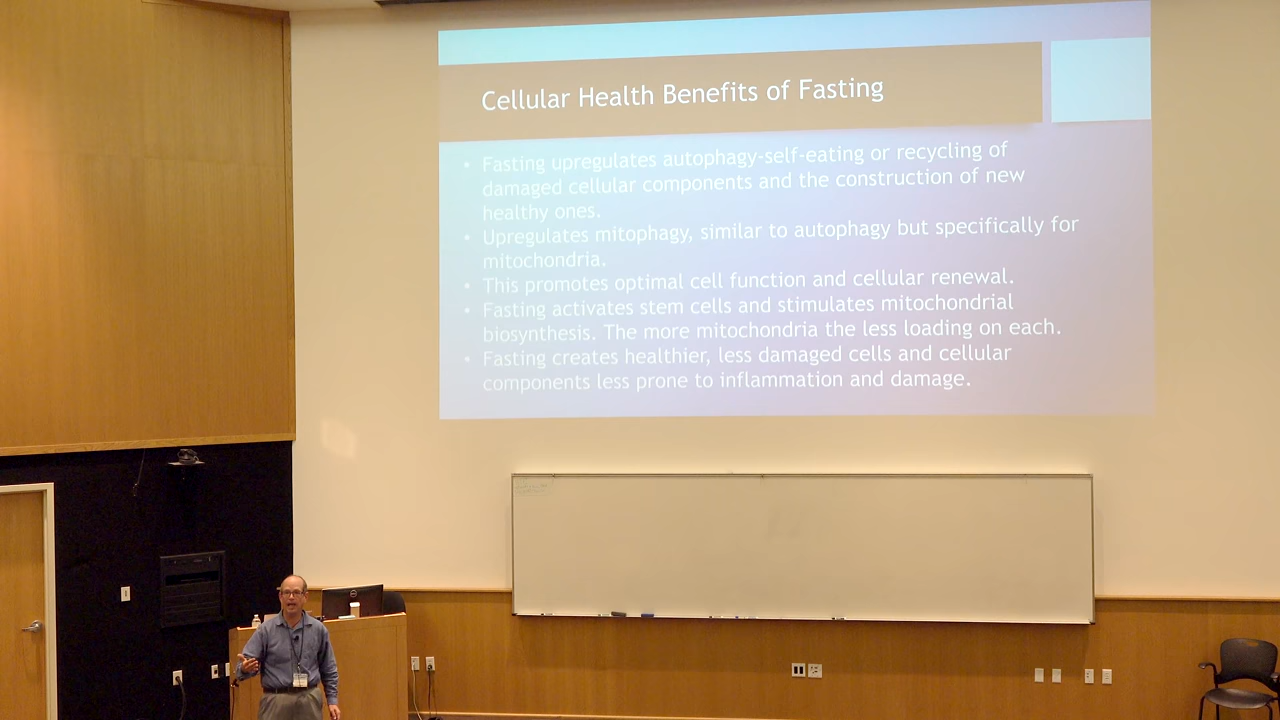 Cellular Health Benefits of Fasting
• Fasting upregulates autophagy-self-eating or recycling of
damaged cellular components and the construction of new
healthy ones.
• Upregulates mitophagy, similar to autophagy but specifically for
mitochondria.
• This promotes optimal cell function and cellular renewal.
• Fasting activates stem cells and stimulates mitochondrial
biosynthesis. The more mitochondria the less loading on each.
• Fasting creates healthier, less damaged cells and cellular
components less prone to inflammation and damage.